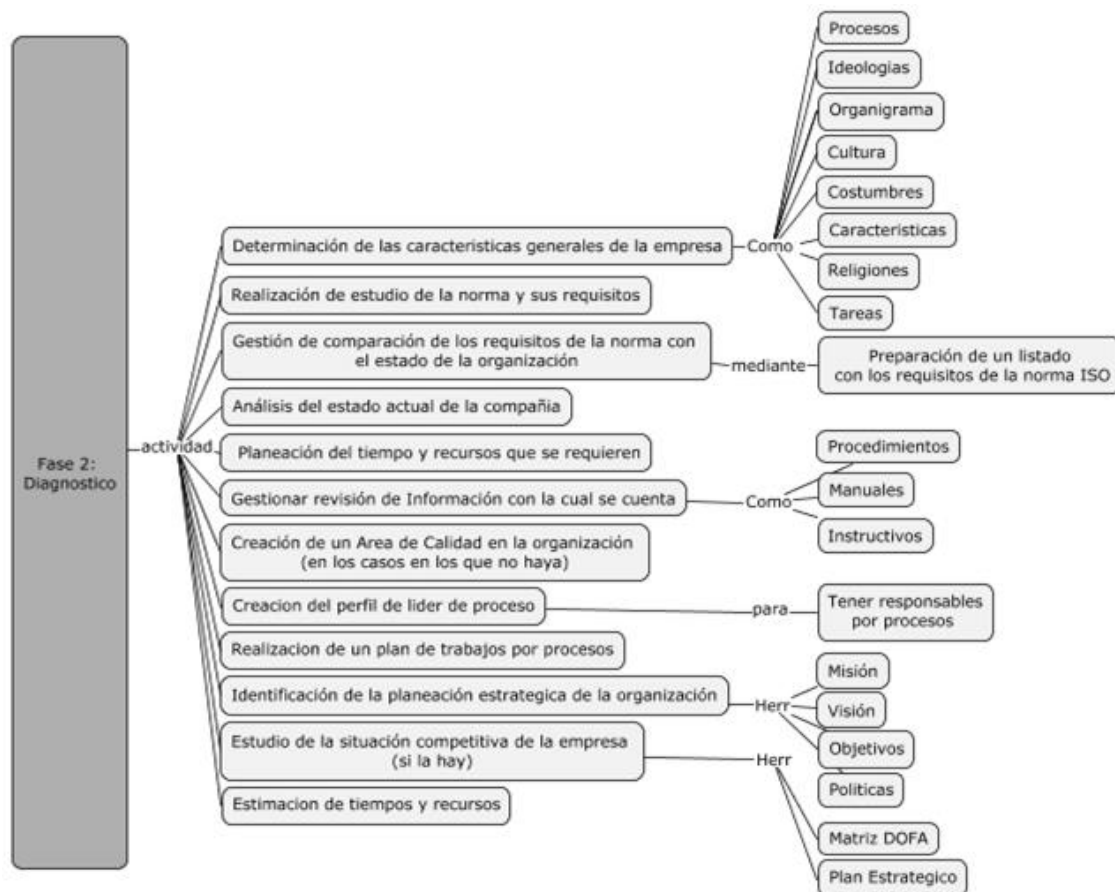 Fase 2:
Diagnostico
actividad
Determinación de las caracteristicas generales de la empresa
Como
Procesos
Ideologias
Organigrama
Cultura
Costumbres
Caracteristicas
Religiones
Tareas
Realización de estudio de la norma y sus requisitos
Gestión de comparación de los requisitos de la norma con
el estado de la organización
mediante
Preparación de un listado
con los requisitos de la norma ISO
Análisis del estado actual de la compañia
Planeación del tiempo y recursos que se requieren
Gestionar revisión de Información con la cual se cuenta
Como
Procedimientos
Manuales
Instructivos
Creación de un Area de Calidad en la organización
(en los casos en los que no haya)
Creacion del perfil de lider de proceso
para
Tener responsables
por procesos
Realizacion de un plan de trabajos por procesos
Identificación de la planeación estrategica de la organización
Herr
Misión
Visión
Objetivos
Politicas
Estudio de la situación competitiva de la empresa
(si la hay)
Herr
Matriz DOFA
Plan Estrategico
Estimacion de tiempos y recursos